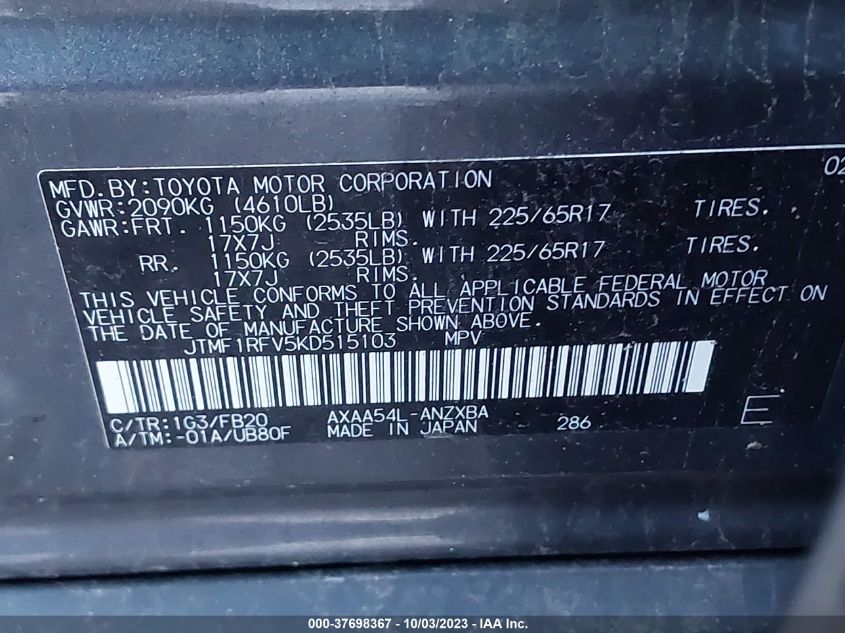 02
MFD.BY:TOYOTA MOTOR CORPORATION
GVWR:2090KG (4610LB)
GAWR:FRT. 1150KG (2535LB) WITH 225/65R17 TIRES.
17X7J RIMS.
RR. 1150KG (2535LB) WITH 225/65R17 TIRES.
17X7J RIMS.
THIS VEHICLE CONFORMS TO ALL APPLICABLE FEDERAL MOTOR
VEHICLE SAFETY AND THEFT PREVENTION STANDARDS IN EFFECT ON
THE DATE OF MANUFACTURE SHOWN ABOVE.
JTMF1RFV5KD515103 MPV
C/TR:1G3/FB20 AXAA54L-ANZXBA
A/TM:-01A/UB80F MADE IN JAPAN 286 E
000-37698367 - 10/03/2023 - IAA Inc.